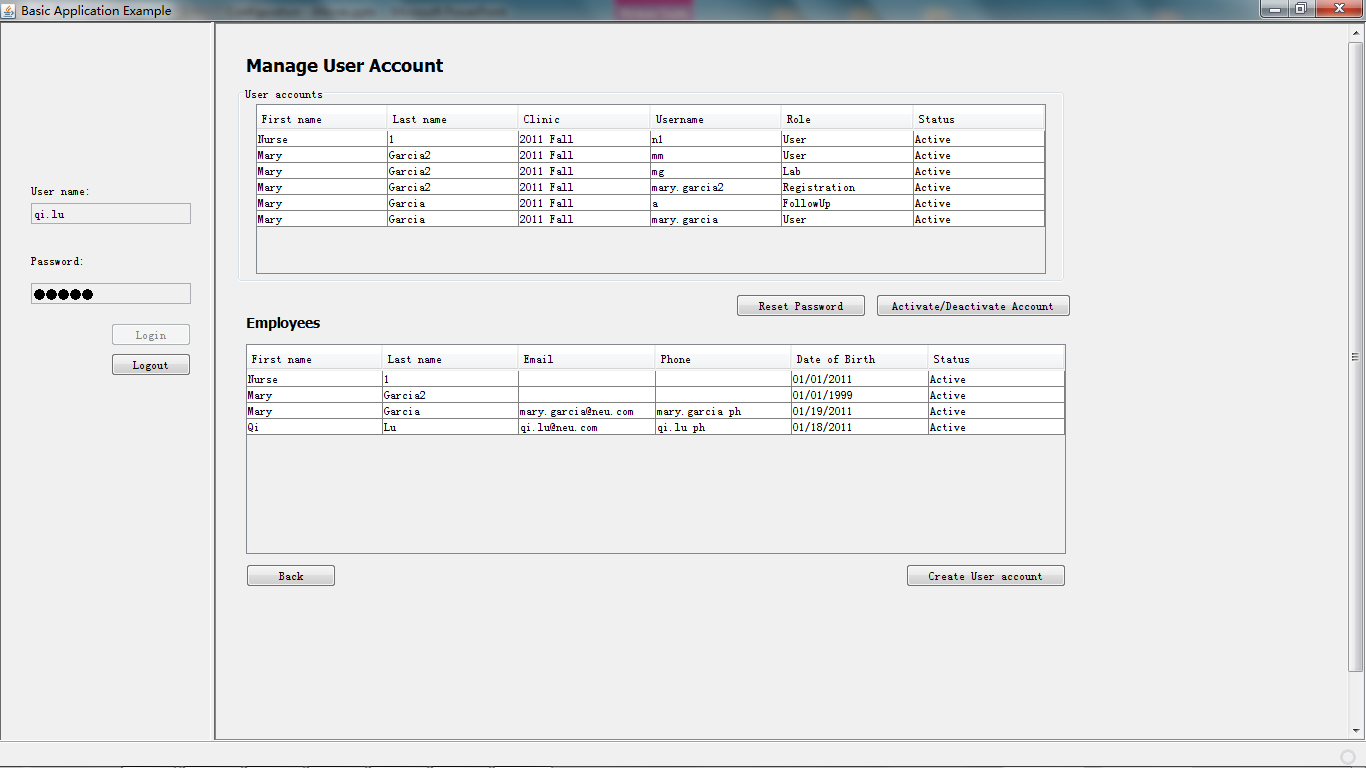 Basic Application Example
User name:
qi.lu
Password:
Login
Logout
Manage User Account
User accounts
First name Last name Clinic Username Role Status
Nurse 1 2011 Fall n1 User Active
Mary Garcia2 2011 Fall mm User Active
Mary Garcia2 2011 Fall mg Lab Active
Mary Garcia2 2011 Fall mary.garcia2 Registration Active
Mary Garcia 2011 Fall a FollowUp Active
Mary Garcia 2011 Fall mary.garcia User Active
Reset Password Activate/Deactivate Account
Employees
First name Last name Email Phone Date of Birth Status
Nurse 1 01/01/2011 Active
Mary Garcia2 01/01/1999 Active
Mary Garcia mary.garcia@neu.com mary.garcia ph 01/19/2011 Active
Qi Lu qi.lu@neu.com qi.lu ph 01/18/2011 Active
Back Create User account